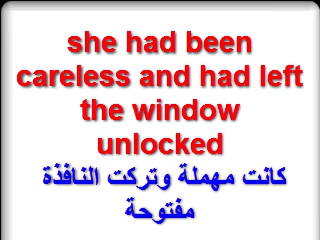 she had been
careless and had left
the window
unlocked
كانت مهملة وتركت النافذة
مفتوحة